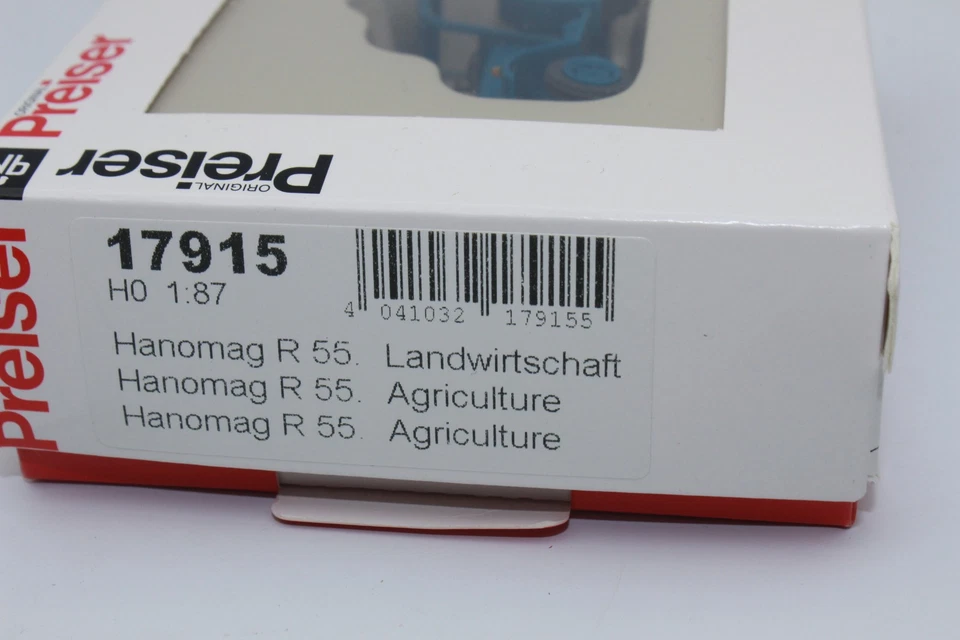 ORIGINAL
Preiser
ORIGINAL
Preiser
Preiser
17915
H0 1:87
4 041032 179155
Hanomag R 55. Landwirtschaft
Hanomag R 55. Agriculture
Hanomag R 55. Agriculture